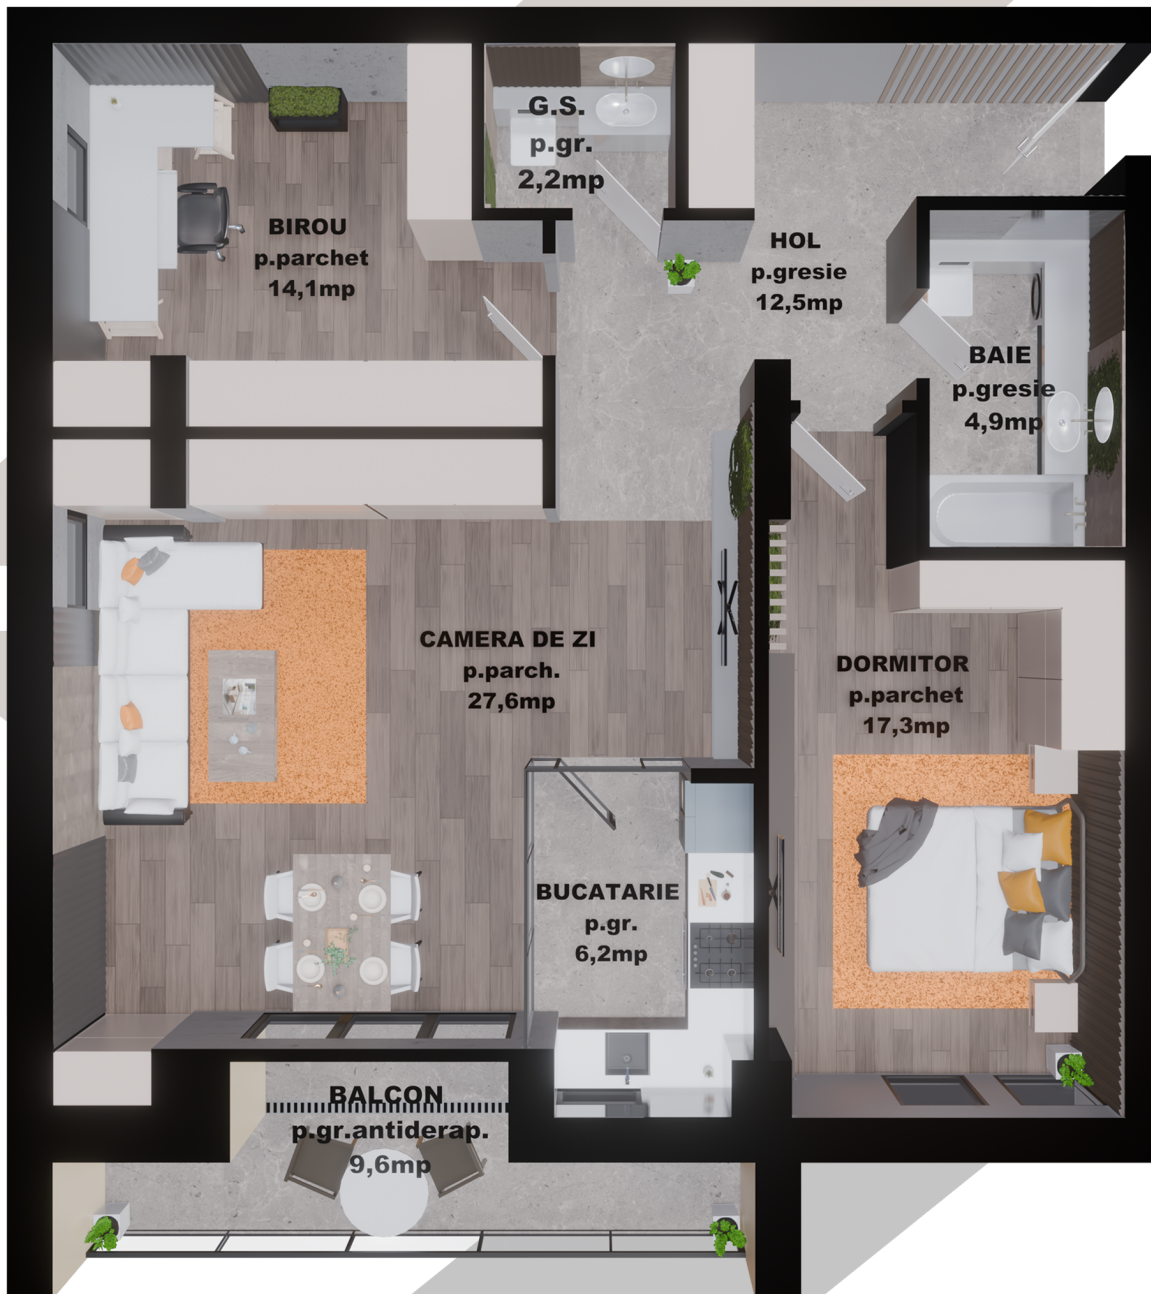 G.S.
p.gr.
2,2mp
BIROU
p.parchet
14,1mp
HOL
p.gresie
12,5mp
BAIE
p.gresie
4,9mp
CAMERA DE ZI
p.parch.
27,6mp
DORMITOR
p.parchet
17,3mp
BUCATARIE
p.gr.
6,2mp
BALCON
p.gr.antiderap.
9,6mp